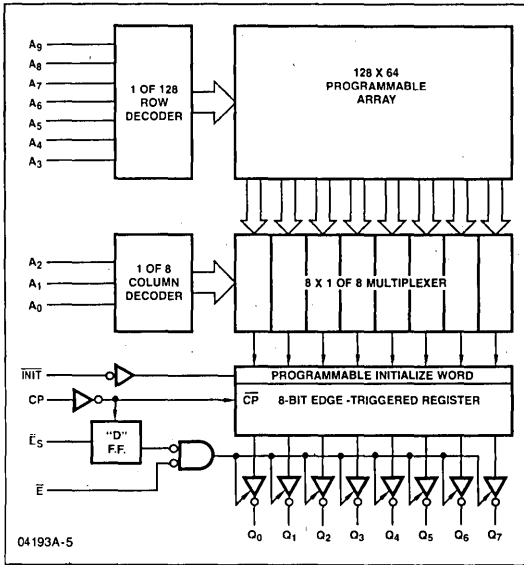 A9
A8
A7
A6
A5
A4
A3
1 OF 128
ROW
DECODER
128 X 64
PROGRAMMABLE
ARRAY
A2
A1
A0
1 OF 8
COLUMN
DECODER
8 X 1 OF 8 MULTIPLEXER
INIT
PROGRAMMABLE INITIALIZE WORD
CP
CP
8-BIT EDGE-TRIGGERED REGISTER
ES
"D"
F.F.
E
Q0 Q1 Q2 Q3 Q4 Q5 Q6 Q7
04193A-5